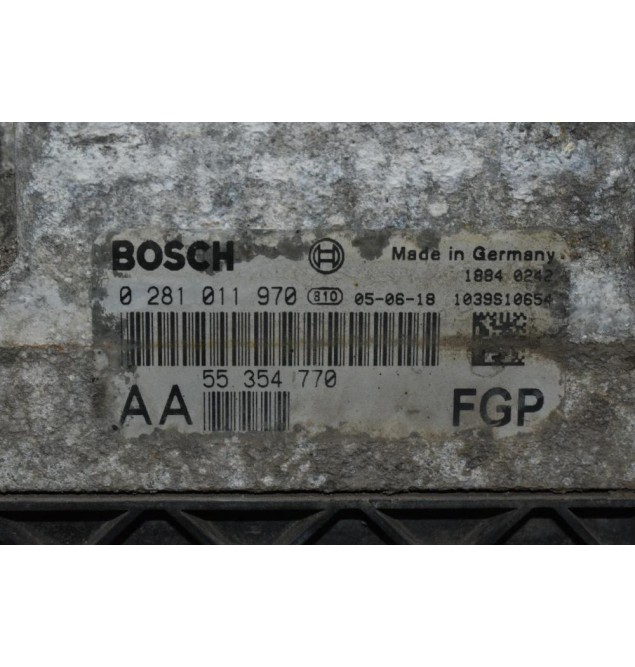 BOSCH Made in Germany
1884 0242
0 281 011 970 810 05-06-18 1039S10654
55 354 770
AA FGP